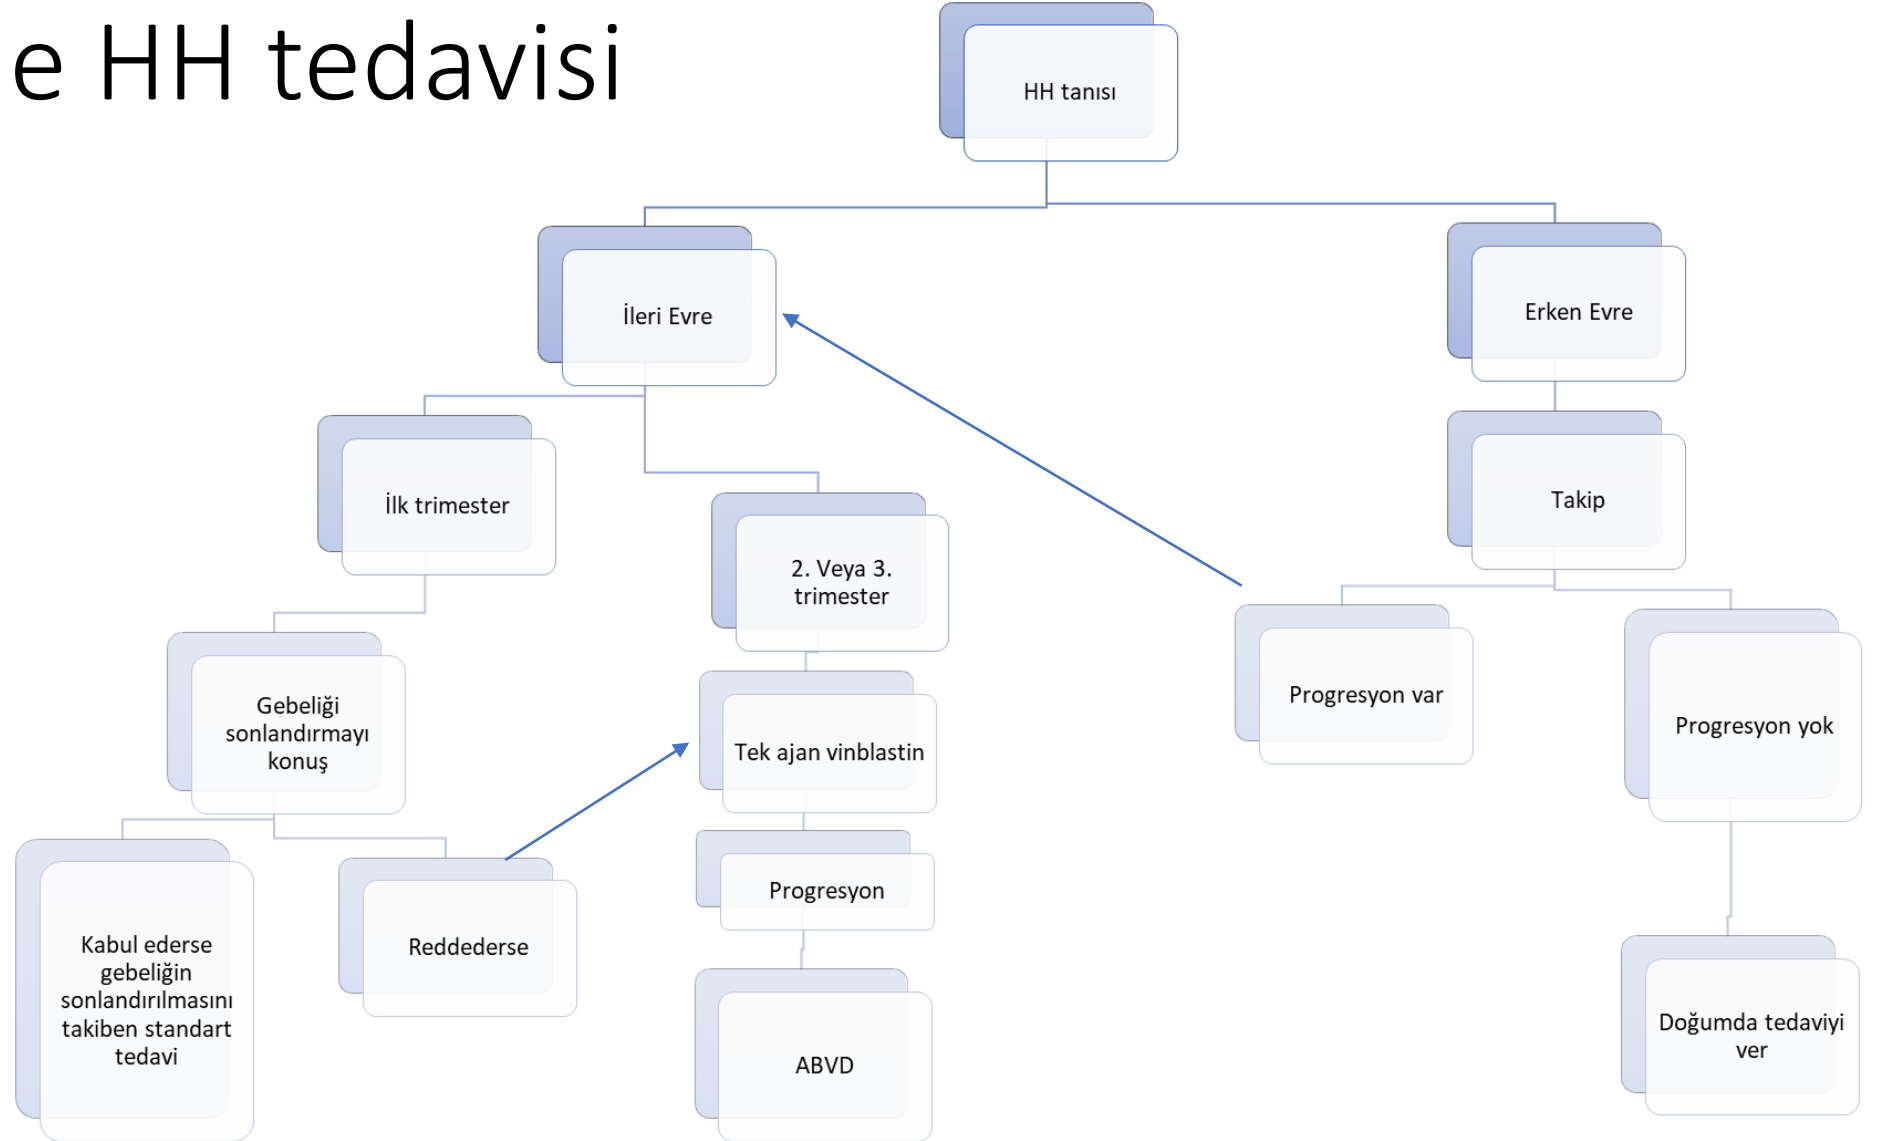 e HH tedavisi
HH tanısı
İleri Evre
Erken Evre
İlk trimester
2. Veya 3.
trimester
Takip
Gebeliği
sonlandırmayı
konuş
Tek ajan vinblastin
Progresyon var
Progresyon yok
Kabul ederse
gebeliğin
sonlandırılmasını
takiben standart
tedavi
Reddederse
Progresyon
ABVD
Doğumda tedaviyi
ver